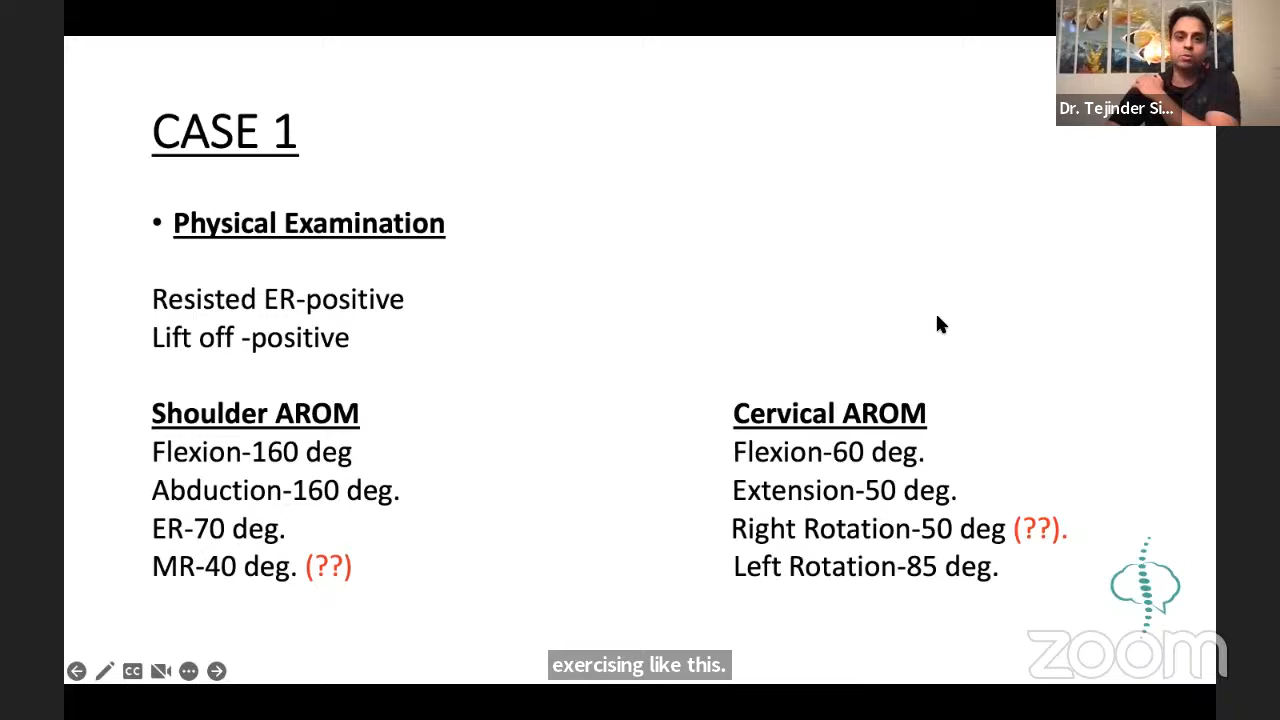 Dr. Tejinder Si...
CASE 1
• Physical Examination
Resisted ER-positive
Lift off -positive
Shoulder AROM
Flexion-160 deg
Abduction-160 deg.
ER-70 deg.
MR-40 deg. (??)
Cervical AROM
Flexion-60 deg.
Extension-50 deg.
Right Rotation-50 deg (??).
Left Rotation-85 deg.
CC
exercising like this.
zoom